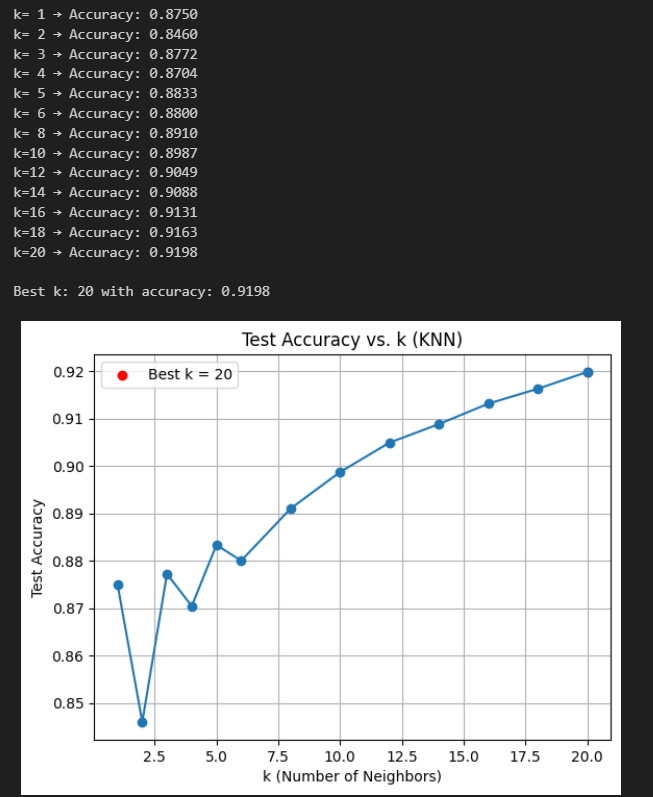 k= 1 → Accuracy: 0.8750
k= 2 → Accuracy: 0.8460
k= 3 → Accuracy: 0.8772
k= 4 → Accuracy: 0.8704
k= 5 → Accuracy: 0.8833
k= 6 → Accuracy: 0.8800
k= 8 → Accuracy: 0.8910
k=10 → Accuracy: 0.8987
k=12 → Accuracy: 0.9049
k=14 → Accuracy: 0.9088
k=16 → Accuracy: 0.9131
k=18 → Accuracy: 0.9163
k=20 → Accuracy: 0.9198
Best k: 20 with accuracy: 0.9198
Test Accuracy vs. k (KNN)
Best k = 20
0.92
0.91
0.90
0.89
0.88
0.87
0.86
0.85
Test Accuracy
2.5 5.0 7.5 10.0 12.5 15.0 17.5 20.0
k (Number of Neighbors)